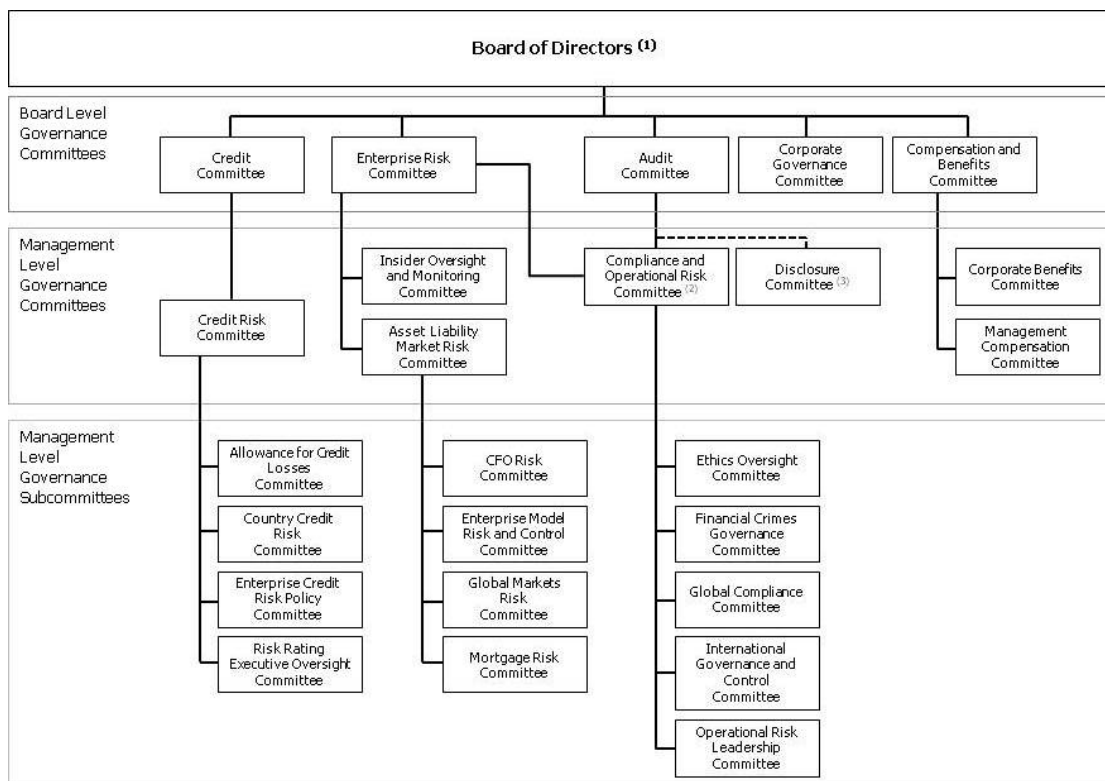 Board of Directors (1)
Board Level
Governance
Committees
Credit
Committee
Enterprise Risk
Committee
Audit
Committee
Corporate
Governance
Committee
Compensation and
Benefits
Committee
Management
Level
Governance
Committees
Insider Oversight
and Monitoring
Committee
Compliance and
Operational Risk
Committee (2)
Disclosure
Committee (3)
Corporate Benefits
Committee
Credit Risk
Committee
Asset Liability
Market Risk
Committee
Management
Compensation
Committee
Management
Level
Governance
Subcommittees
Allowance for Credit
Losses
Committee
CFO Risk
Committee
Ethics Oversight
Committee
Country Credit
Risk
Committee
Enterprise Model
Risk and Control
Committee
Financial Crimes
Governance
Committee
Enterprise Credit
Risk Policy
Committee
Global Markets
Risk
Committee
Global Compliance
Committee
Risk Rating
Executive Oversight
Committee
Mortgage Risk
Committee
International
Governance and
Control
Committee
Operational Risk
Leadership
Committee